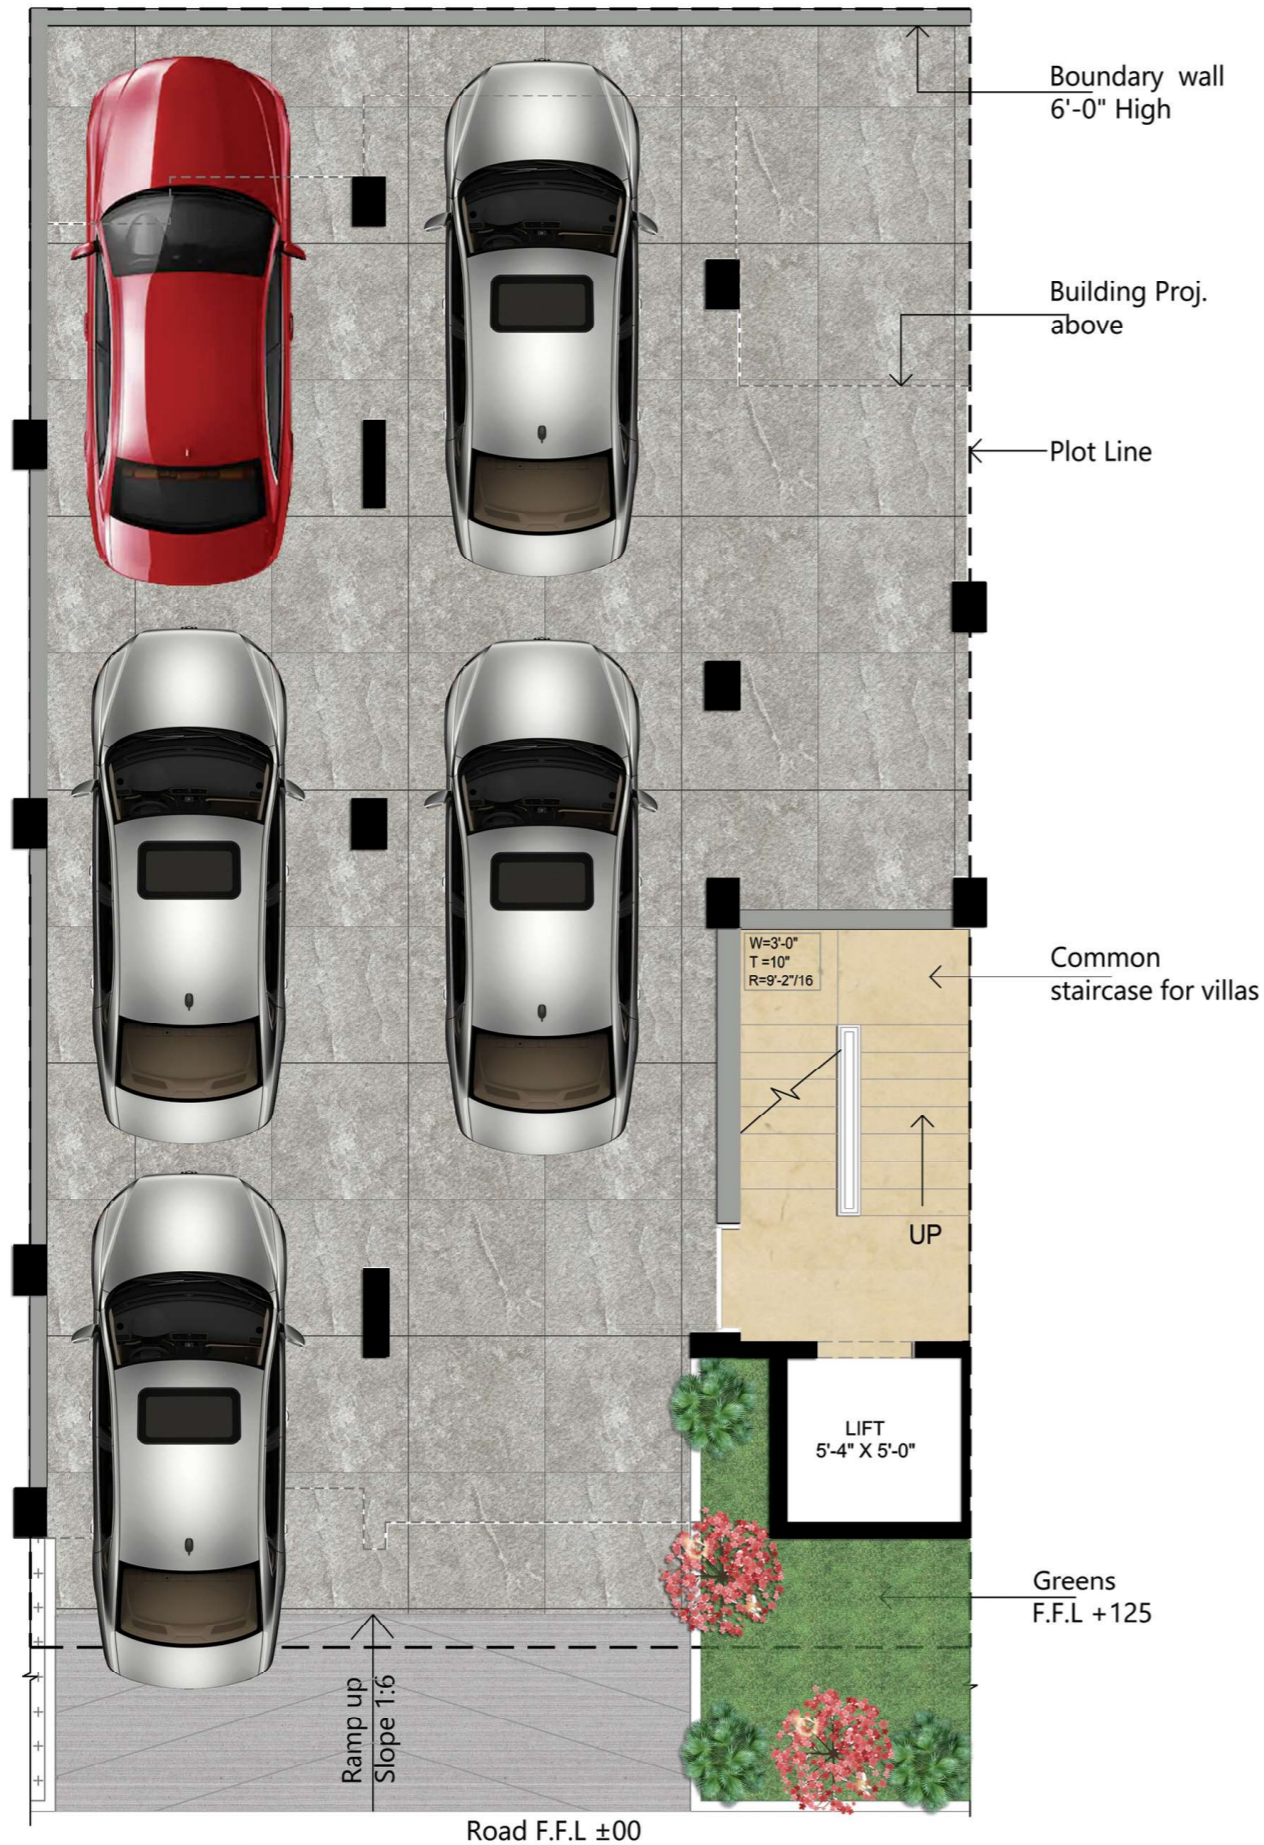 Boundary wall
6'-0" High
Building Proj.
above
Plot Line
W=3'-0"
T =10"
R=9'-2"/16
Common
staircase for villas
UP
LIFT
5'-4" X 5'-0"
Greens
F.F.L +125
Ramp up
Slope 1:6
Road F.F.L ±00